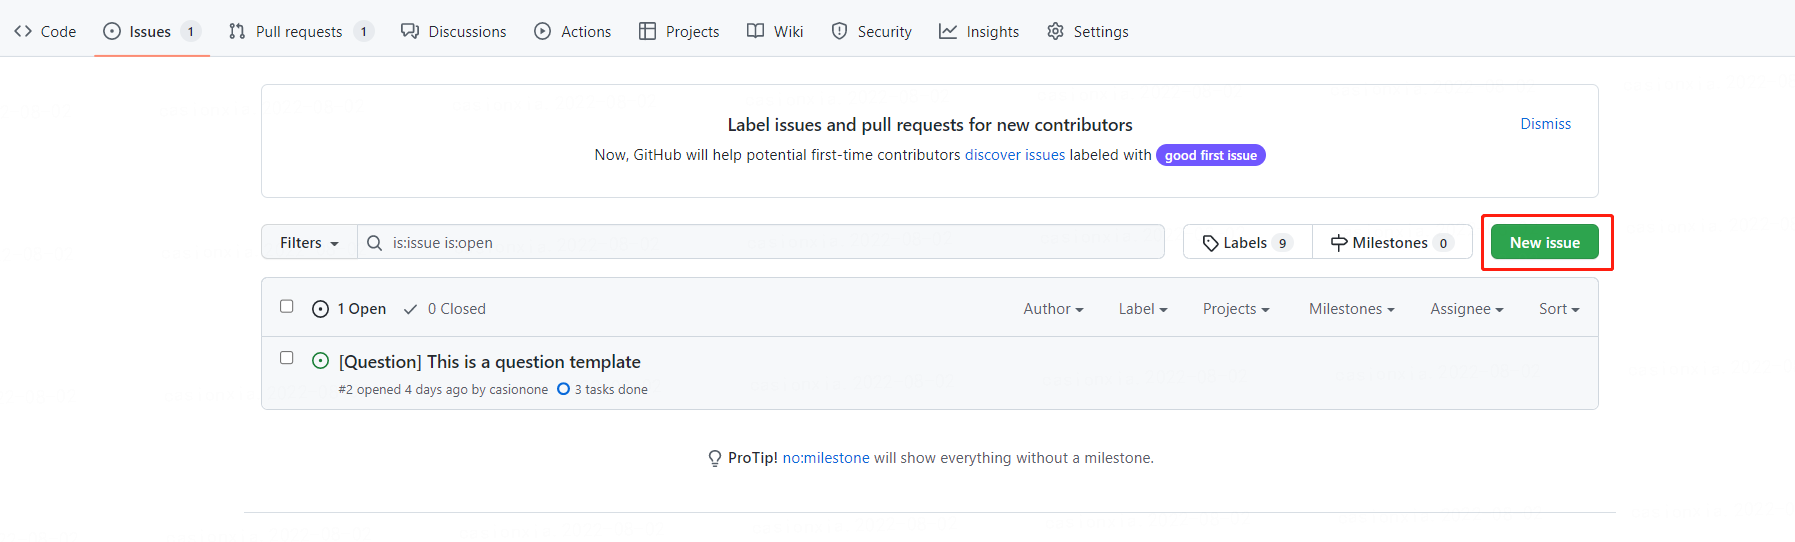 Code Issues 1 Pull requests 1 Discussions Actions Projects Wiki Security Insights Settings
Label issues and pull requests for new contributors
Dismiss
Now, GitHub will help potential first-time contributors discover issues labeled with good first issue
Filters is:issue is:open Labels 9 Milestones 0 New issue
1 Open 0 Closed Author Label Projects Milestones Assignee Sort
[Question] This is a question template
#2 opened 4 days ago by casionone 3 tasks done
ProTip! no:milestone will show everything without a milestone.